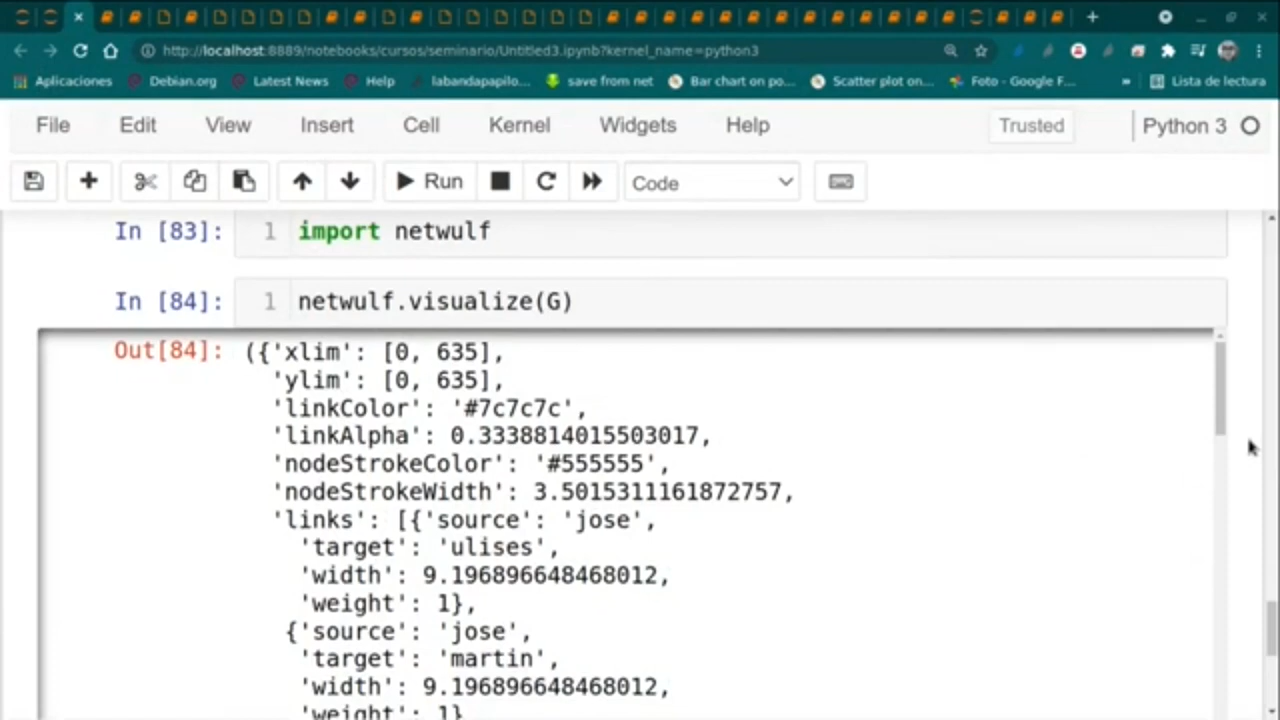 http://localhost:8889/notebooks/cursos/seminario/Untitled3.ipynb?kernel_name=python3
Aplicaciones Debian.org Latest News Help labandapapilo... save from net Bar chart on po... Scatter plot on... Foto - Google F... » Lista de lectura
File Edit View Insert Cell Kernel Widgets Help Trusted Python 3
Run Code
In [83]: 1 import netwulf
In [84]: 1 netwulf.visualize(G)
Out[84]: ({'xlim': [0, 635],
'ylim': [0, 635],
'linkColor': '#7c7c7c',
'linkAlpha': 0.3338814015503017,
'nodeStrokeColor': '#555555',
'nodeStrokeWidth': 3.5015311161872757,
'links': [{'source': 'jose',
'target': 'ulises',
'width': 9.196896648468012,
'weight': 1},
{'source': 'jose',
'target': 'martin',
'width': 9.196896648468012,
'weight': 1}